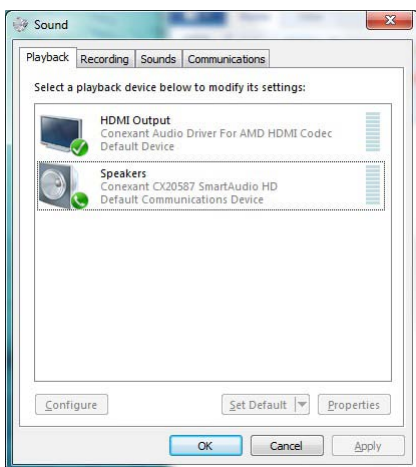 Sound
Playback Recording Sounds Communications
Select a playback device below to modify its settings:
HDMI Output
Conexant Audio Driver For AMD HDMI Codec
Default Device
Speakers
Conexant CX20587 SmartAudio HD
Default Communications Device
Configure Set Default Properties
OK Cancel Apply